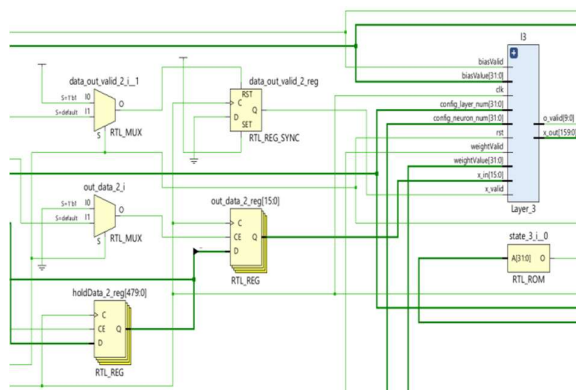 l3
biasValid
biasValue[31:0]
clk
config_layer_num[31:0]
config_neuron_num[31:0]
rst
weightValid
weightValue[31:0]
x_in[15:0]
x_valid
o_valid[9:0]
x_out[159:0]
Layer_3
data_out_valid_2_i__1
S=1'b1
I0
S=default
I1
O
S
RTL_MUX
data_out_valid_2_reg
RST
C
D
Q
SET
RTL_REG_SYNC
out_data_2_i
S=1'b1
I0
S=default
I1
O
S
RTL_MUX
out_data_2_reg[15:0]
C
CE
Q
D
RTL_REG
state_3_i__0
A[31:0]
O
RTL_ROM
holdData_2_reg[479:0]
C
CE
Q
D
RTL_REG